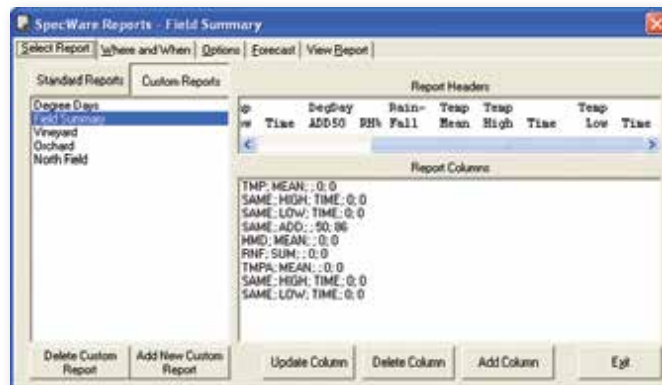 SpecWare Reports - Field Summary
Select Report Where and When Options Forecast View Report
Standard Reports Custom Reports
Degree Days
Field Summary
Vineyard
Orchard
North Field
Report Headers
DegDay Rain- Temp Temp Temp
Time ADD50 RH% Fall Mean High Time Low Time
Report Columns
TMP; MEAN; ; 0; 0
SAME; HIGH; TIME; 0; 0
SAME; LOW; TIME; 0; 0
SAME; ADD; ; 50; 86
HMD; MEAN; ; 0; 0
RNF; SUM; ; 0; 0
TMPA; MEAN; ; 0; 0
SAME; HIGH; TIME; 0; 0
SAME; LOW; TIME; 0; 0
Delete Custom Report
Add New Custom Report
Update Column
Delete Column
Add Column
Exit